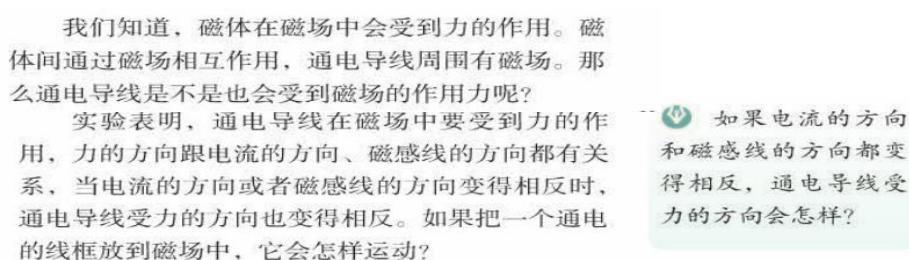 我们知道，磁体在磁场中会受到力的作用。磁
体间通过磁场相互作用，通电导线周围有磁场。那
么通电导线是不是也会受到磁场的作用力呢？
实验表明，通电导线在磁场中要受到力的作
用，力的方向跟电流的方向、磁感线的方向都有关
系，当电流的方向或者磁感线的方向变得相反时，
通电导线受力的方向也变得相反。如果把一个通电
的线框放到磁场中，它会怎样运动？
如果电流的方向
和磁感线的方向都变
得相反，通电导线受
力的方向会怎样？